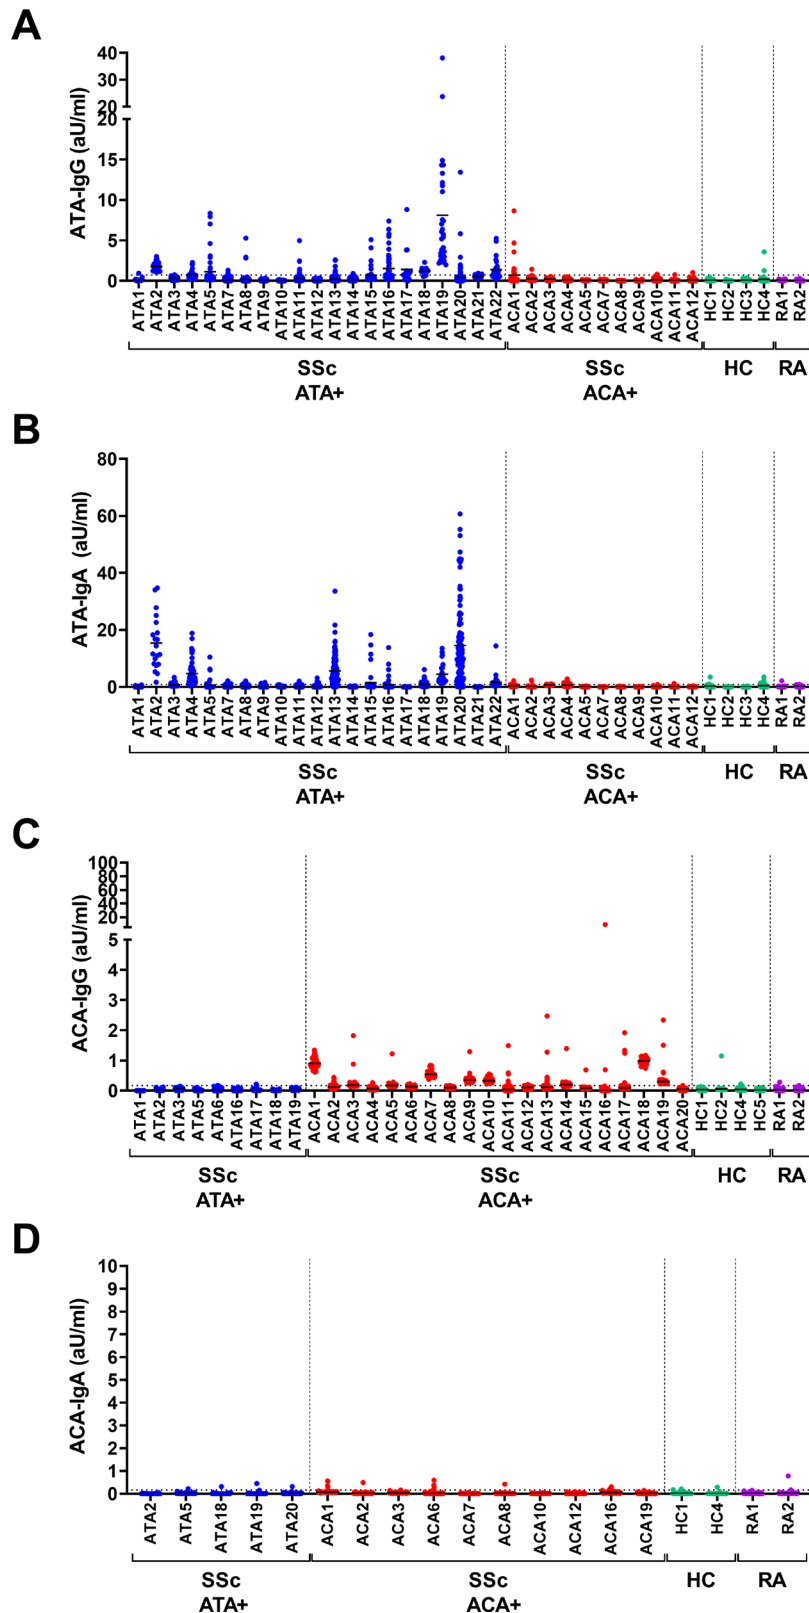 A
ATA-IgG (aU/ml)
40
30
20
20
15
10
5
0
ATA1 ATA2 ATA3 ATA4 ATA5 ATA7 ATA8 ATA9 ATA10 ATA11 ATA12 ATA13 ATA14 ATA15 ATA16 ATA17 ATA18 ATA19 ATA20 ATA21 ATA22 ACA1 ACA2 ACA3 ACA4 ACA5 ACA7 ACA8 ACA9 ACA10 ACA11 ACA12 HC1 HC2 HC3 HC4 RA1 RA2
SSc SSc HC RA
ATA+ ACA+
B
ATA-IgA (aU/ml)
80
60
40
20
0
ATA1 ATA2 ATA3 ATA4 ATA5 ATA7 ATA8 ATA9 ATA10 ATA11 ATA12 ATA13 ATA14 ATA15 ATA16 ATA17 ATA18 ATA19 ATA20 ATA21 ATA22 ACA1 ACA2 ACA3 ACA4 ACA5 ACA7 ACA8 ACA9 ACA10 ACA11 ACA12 HC1 HC2 HC3 HC4 RA1 RA2
SSc SSc HC RA
ATA+ ACA+
C
ACA-IgG (aU/ml)
100
80
60
40
20
5
4
3
2
1
0
ATA1 ATA2 ATA3 ATA5 ATA6 ATA16 ATA17 ATA18 ATA19 ACA1 ACA2 ACA3 ACA4 ACA5 ACA6 ACA7 ACA8 ACA9 ACA10 ACA11 ACA12 ACA13 ACA14 ACA15 ACA16 ACA17 ACA18 ACA19 ACA20 HC1 HC2 HC4 HC5 RA1 RA2
SSc SSc HC RA
ATA+ ACA+
D
ACA-IgA (aU/ml)
10
9
8
7
6
5
4
3
2
1
0
ATA2 ATA5 ATA18 ATA19 ATA20 ACA1 ACA2 ACA3 ACA6 ACA7 ACA8 ACA10 ACA12 ACA16 ACA19 HC1 HC4 RA1 RA2
SSc SSc HC RA
ATA+ ACA+